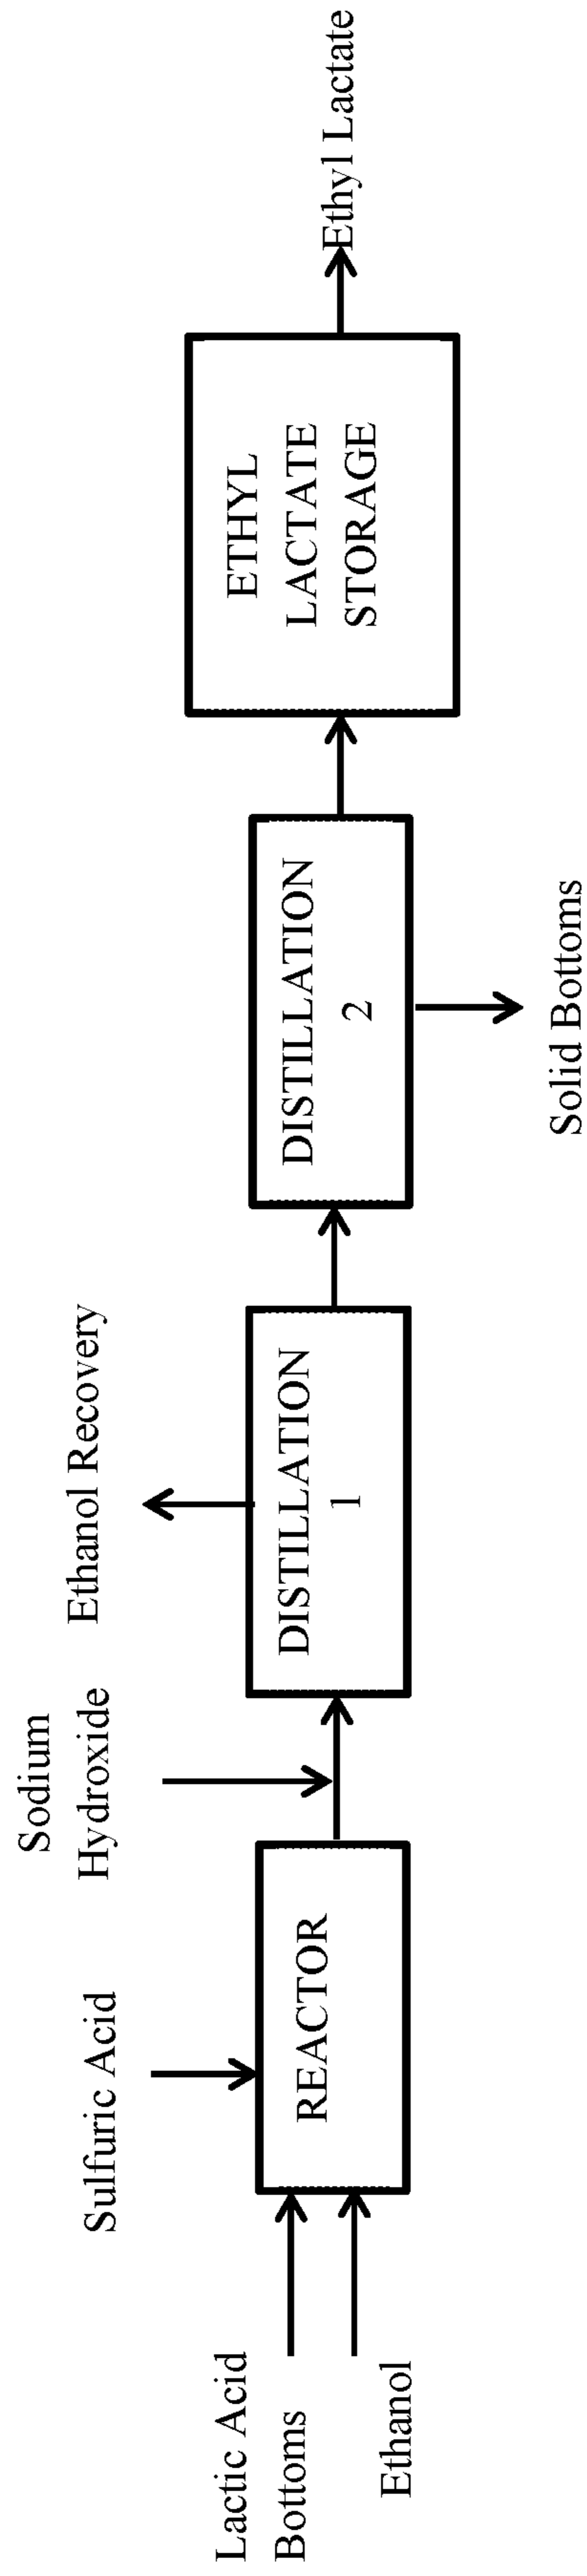 Lactic Acid
Bottoms
Ethanol
Sulfuric Acid
REACTOR
Sodium
Hydroxide
Ethanol Recovery
DISTILLATION
1
DISTILLATION
2
Solid Bottoms
ETHYL
LACTATE
STORAGE
Ethyl Lactate